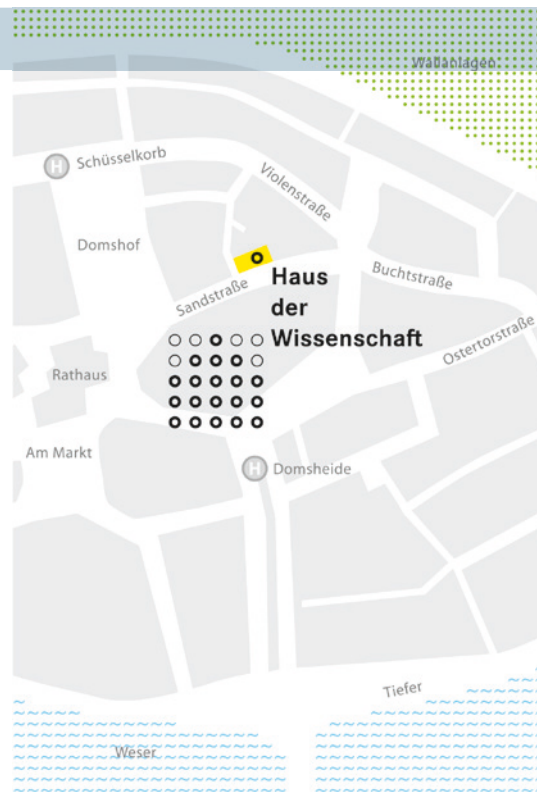 Wallanlagen
H Schüsselkorb
Violenstraße
Domshof
Haus
der
Wissenschaft
Buchtstraße
Sandstraße
Ostertorstraße
Rathaus
Am Markt
H Domsheide
Tiefer
Weser